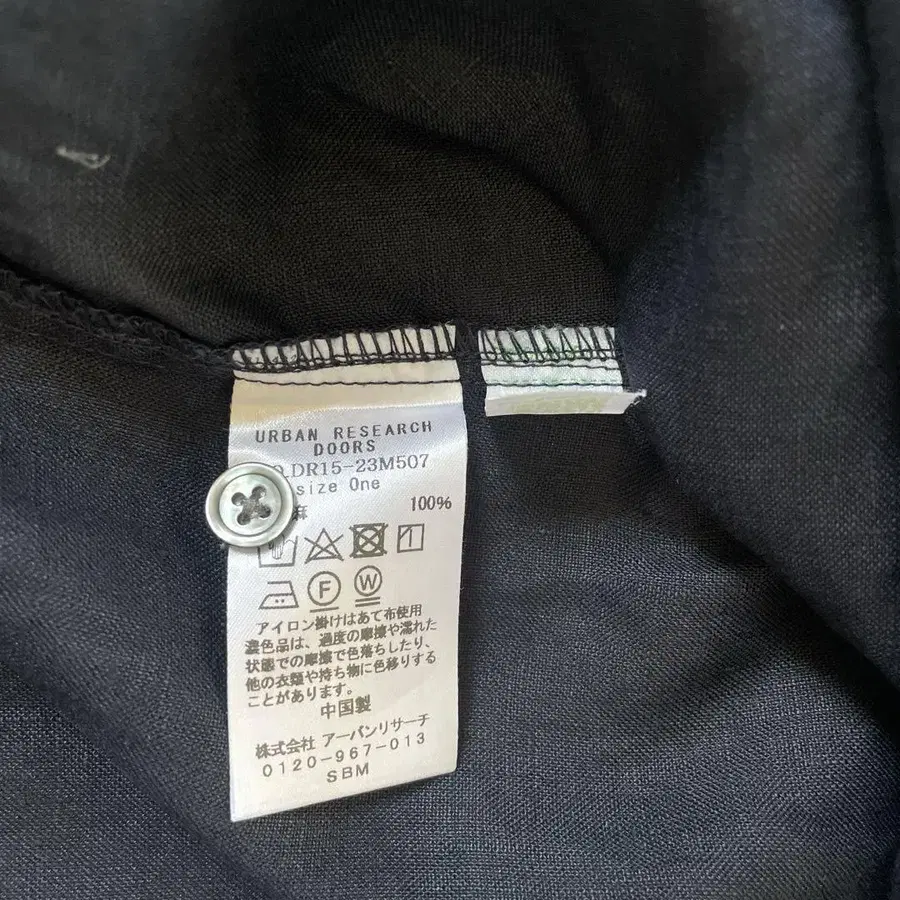 URBAN RESEARCH
DOORS
.DR15-23M507
size One
麻 100%
F W
アイロン掛けはあて布使用
濃色品は、過度の摩擦や濡れた
状態での摩擦で色落ちしたり、
他の衣類や持ち物に色移りする
ことがあります。
中国製
株式会社 アーバンリサーチ
0120-967-013
SBM